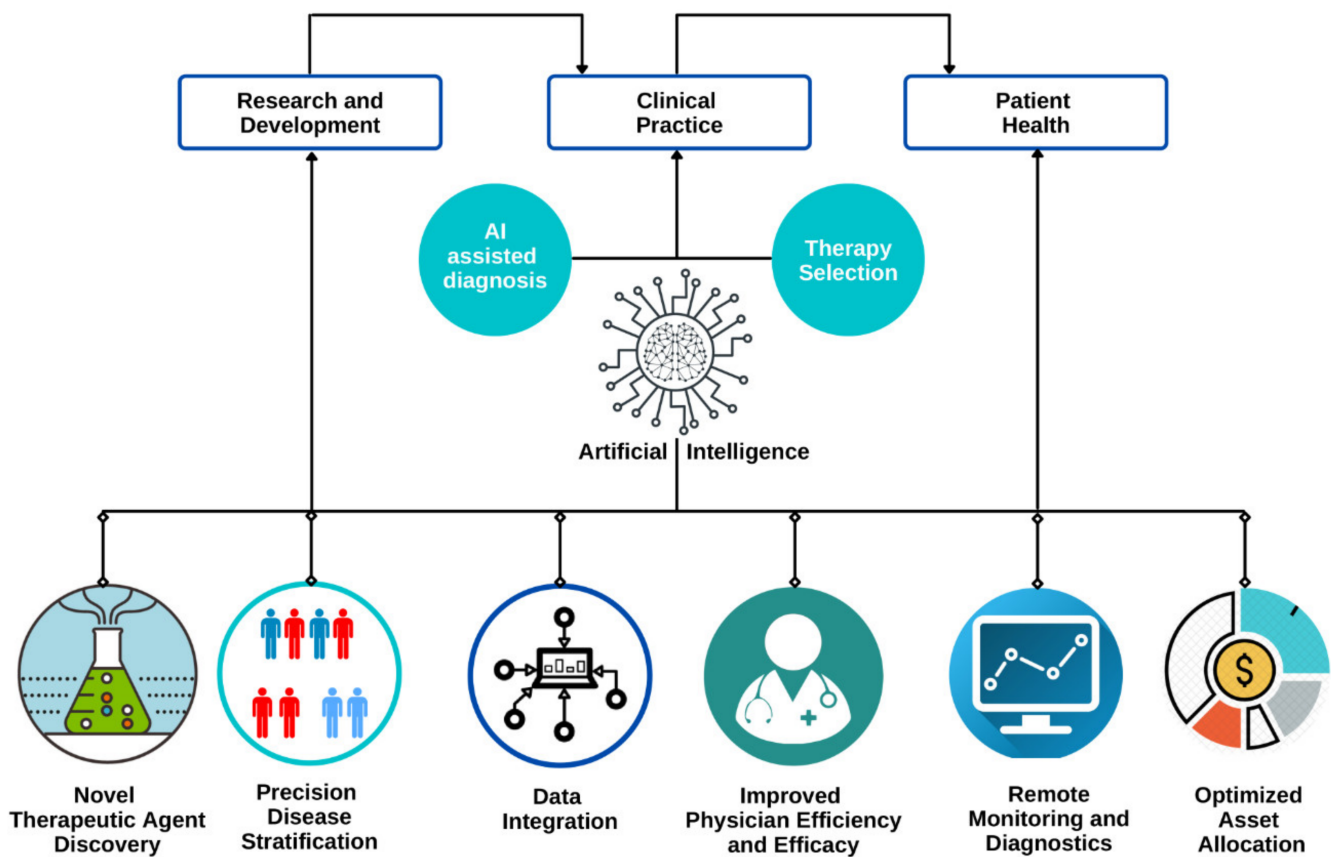 Research and
Development
Clinical
Practice
Patient
Health
AI
assisted
diagnosis
Therapy
Selection
Artificial Intelligence
Novel
Therapeutic Agent
Discovery
Precision
Disease
Stratification
Data
Integration
Improved
Physician Efficiency
and Efficacy
Remote
Monitoring and
Diagnostics
Optimized
Asset
Allocation
$